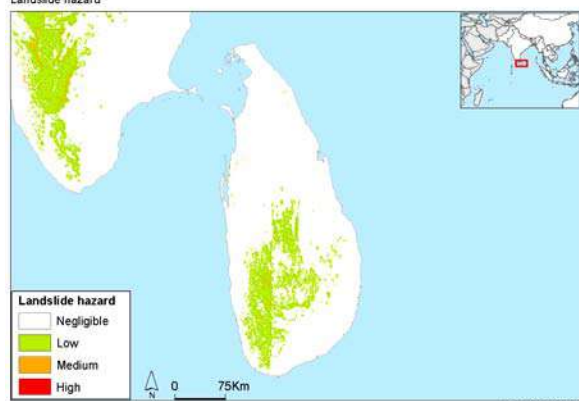 Landslide hazard
Landslide hazard
Negligible
Low
Medium
High
N
0 75Km